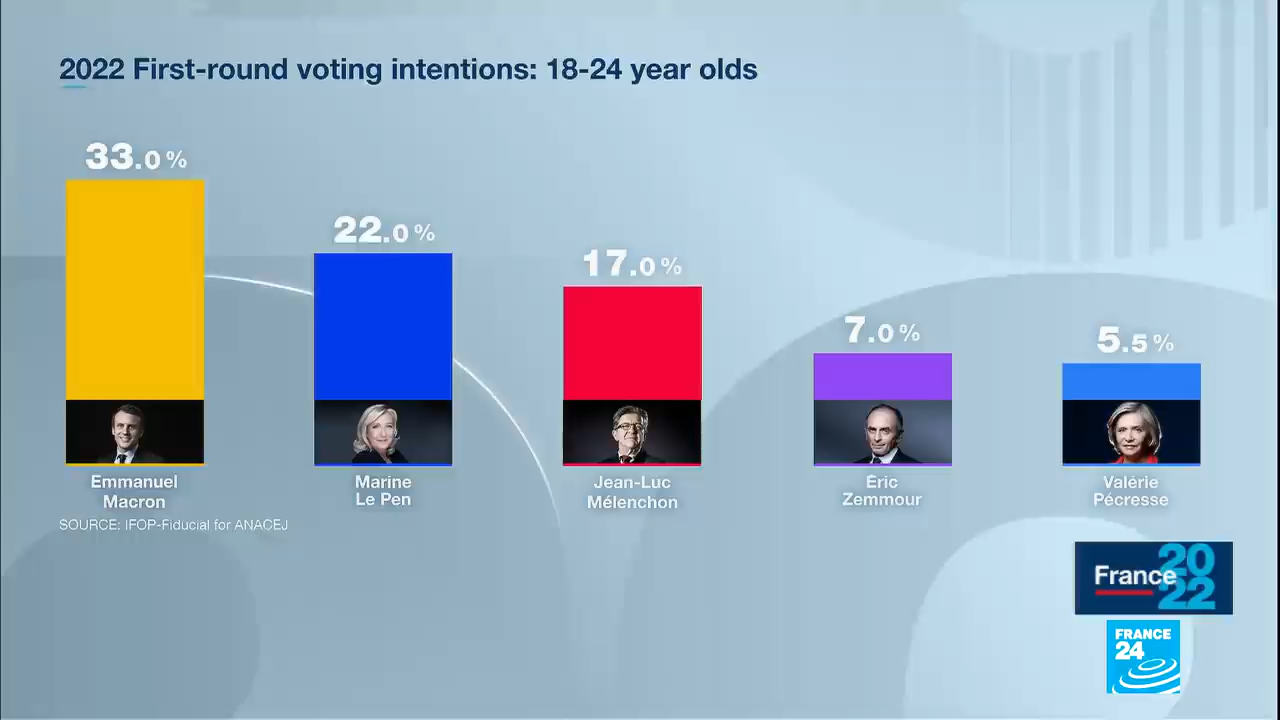 2022 First-round voting intentions: 18-24 year olds
33.0 %
22.0 %
17.0 %
7.0 %
5.5 %
Emmanuel
Macron
Marine
Le Pen
Jean-Luc
Mélenchon
Éric
Zemmour
Valérie
Pécresse
SOURCE: IFOP-Fiducial for ANACEJ
France 2022
FRANCE
24